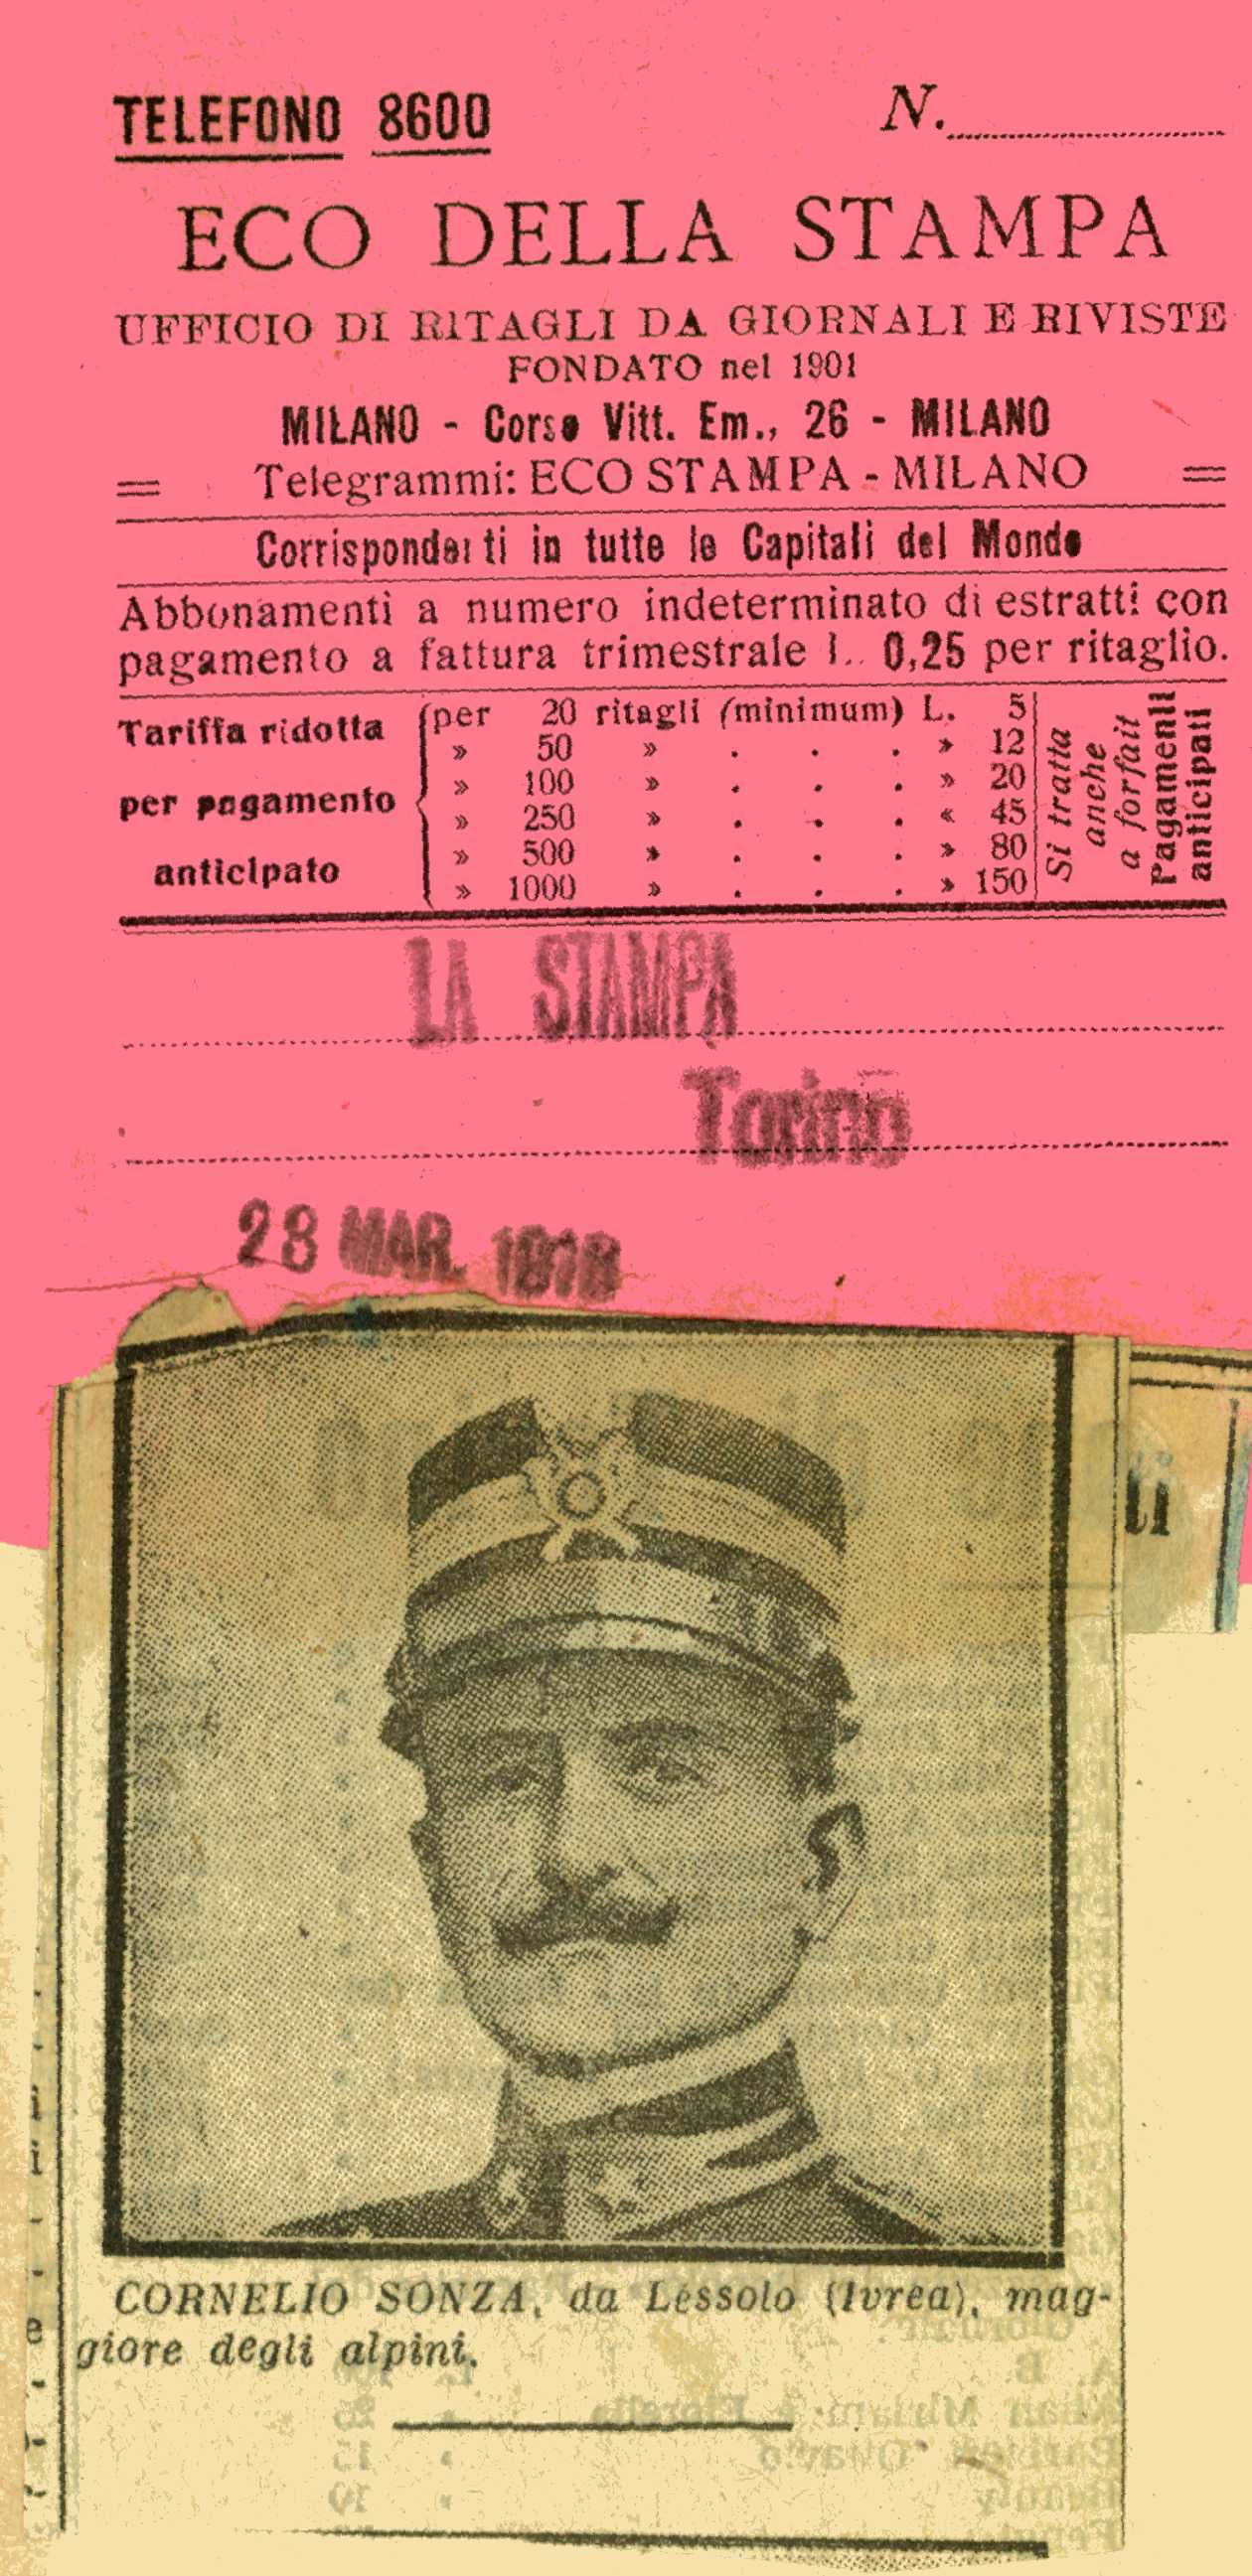 TELEFONO 8600
N.
ECO DELLA STAMPA
UFFICIO DI RITAGLI DA GIORNALI E RIVISTE
FONDATO nel 1901
MILANO - Corso Vitt. Em., 26 - MILANO
= Telegrammi: ECO STAMPA - MILANO =
Corrispondenti in tutte le Capitali del Mondo
Abbonamenti a numero indeterminato di estratti con
pagamento a fattura trimestrale L. 0,25 per ritaglio.
Tariffa ridotta
per pagamento
anticipato
per 20 ritagli (minimum) L. 5
» 50 » . . . » 12
» 100 » . . . » 20
» 250 » . . . « 45
» 500 » . . . » 80
» 1000 » . . . » 150
Si tratta
anche
a forfait
Pagamenti
anticipati
LA STAMPA
Torino
28 MAR. 1918
ti
CORNELIO SONZA, da Lessolo (Ivrea), mag-
giore degli alpini.